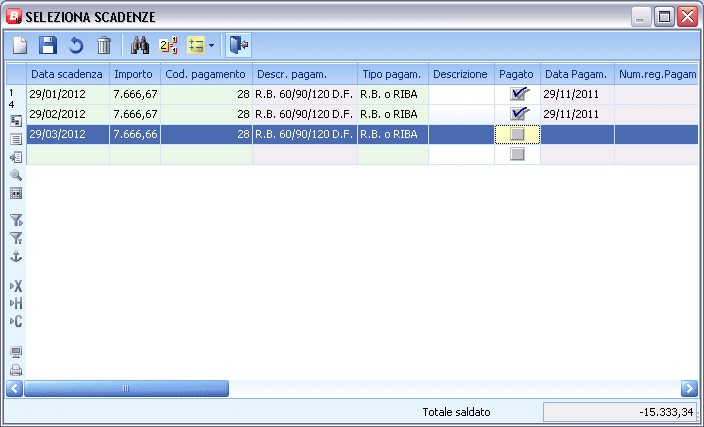 SELEZIONA SCADENZE
Data scadenza Importo Cod. pagamento Descr. pagam. Tipo pagam. Descrizione Pagato Data Pagam. Num.reg.Pagam
1
4
29/01/2012 7.666,67 28 R.B. 60/90/120 D.F. R.B. o RIBA 29/11/2011
29/02/2012 7.666,67 28 R.B. 60/90/120 D.F. R.B. o RIBA 29/11/2011
29/03/2012 7.666,66 28 R.B. 60/90/120 D.F. R.B. o RIBA
X
H
C
Totale saldato -15.333,34